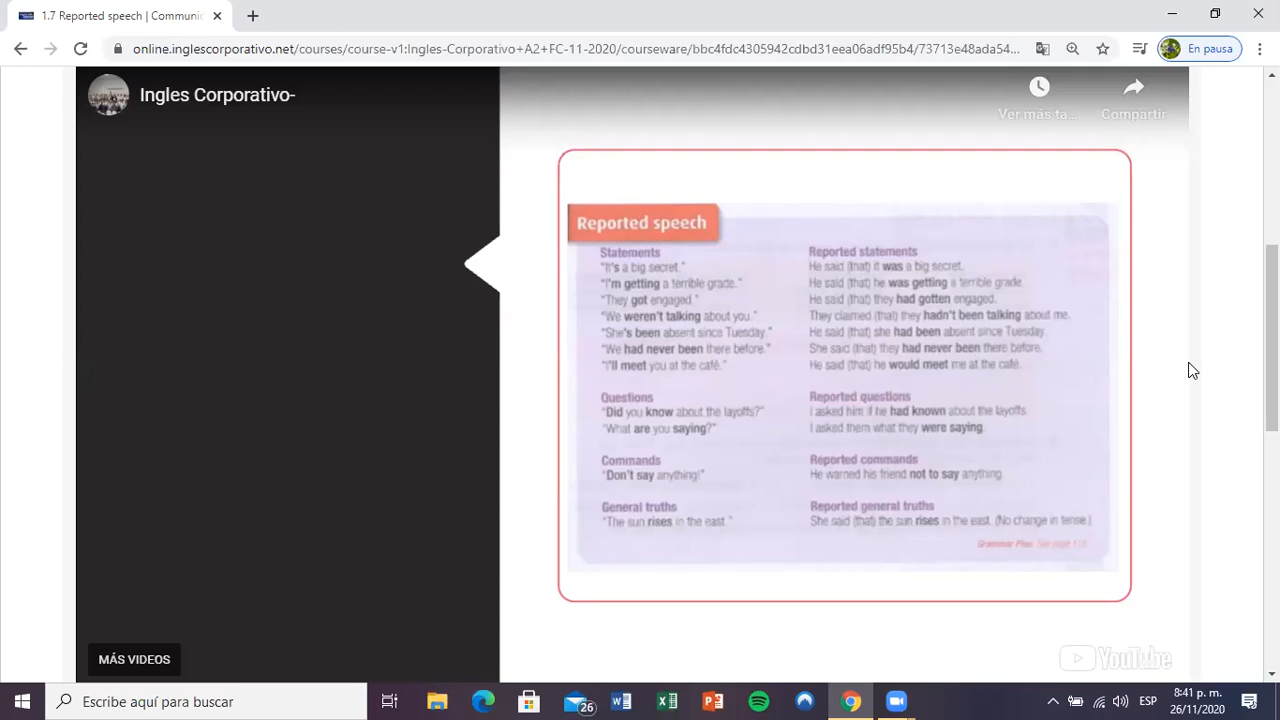 1.7 Reported speech | Communic
online.inglescorporativo.net/courses/course-v1:Ingles-Corporativo+A2+FC-11-2020/courseware/bbc4fdc4305942cdbd31eea06adf95b4/73713e48ada54...
En pausa
Ingles Corporativo-
Ver más ta...
Compartir
Reported speech
Statements
"It's a big secret."
"I'm getting a terrible grade."
"They got engaged."
"We weren't talking about you."
"She's been absent since Tuesday."
"We had never been there before."
"I'll meet you at the café."
Reported statements
He said (that) it was a big secret.
He said (that) he was getting a terrible grade.
He said (that) they had gotten engaged.
They claimed (that) they hadn't been talking about me.
He said (that) she had been absent since Tuesday.
She said (that) they had never been there before.
He said (that) he would meet me at the café.
Questions
"Did you know about the layoffs?"
"What are you saying?"
Reported questions
I asked him if he had known about the layoffs.
I asked them what they were saying.
Commands
"Don't say anything!"
Reported commands
He warned his friend not to say anything.
General truths
"The sun rises in the east."
Reported general truths
She said (that) the sun rises in the east. (No change in tense.)
Grammar Plus: See page
MÁS VIDEOS
YouTube
Escribe aquí para buscar
26
ESP
8:41 p. m.
26/11/2020